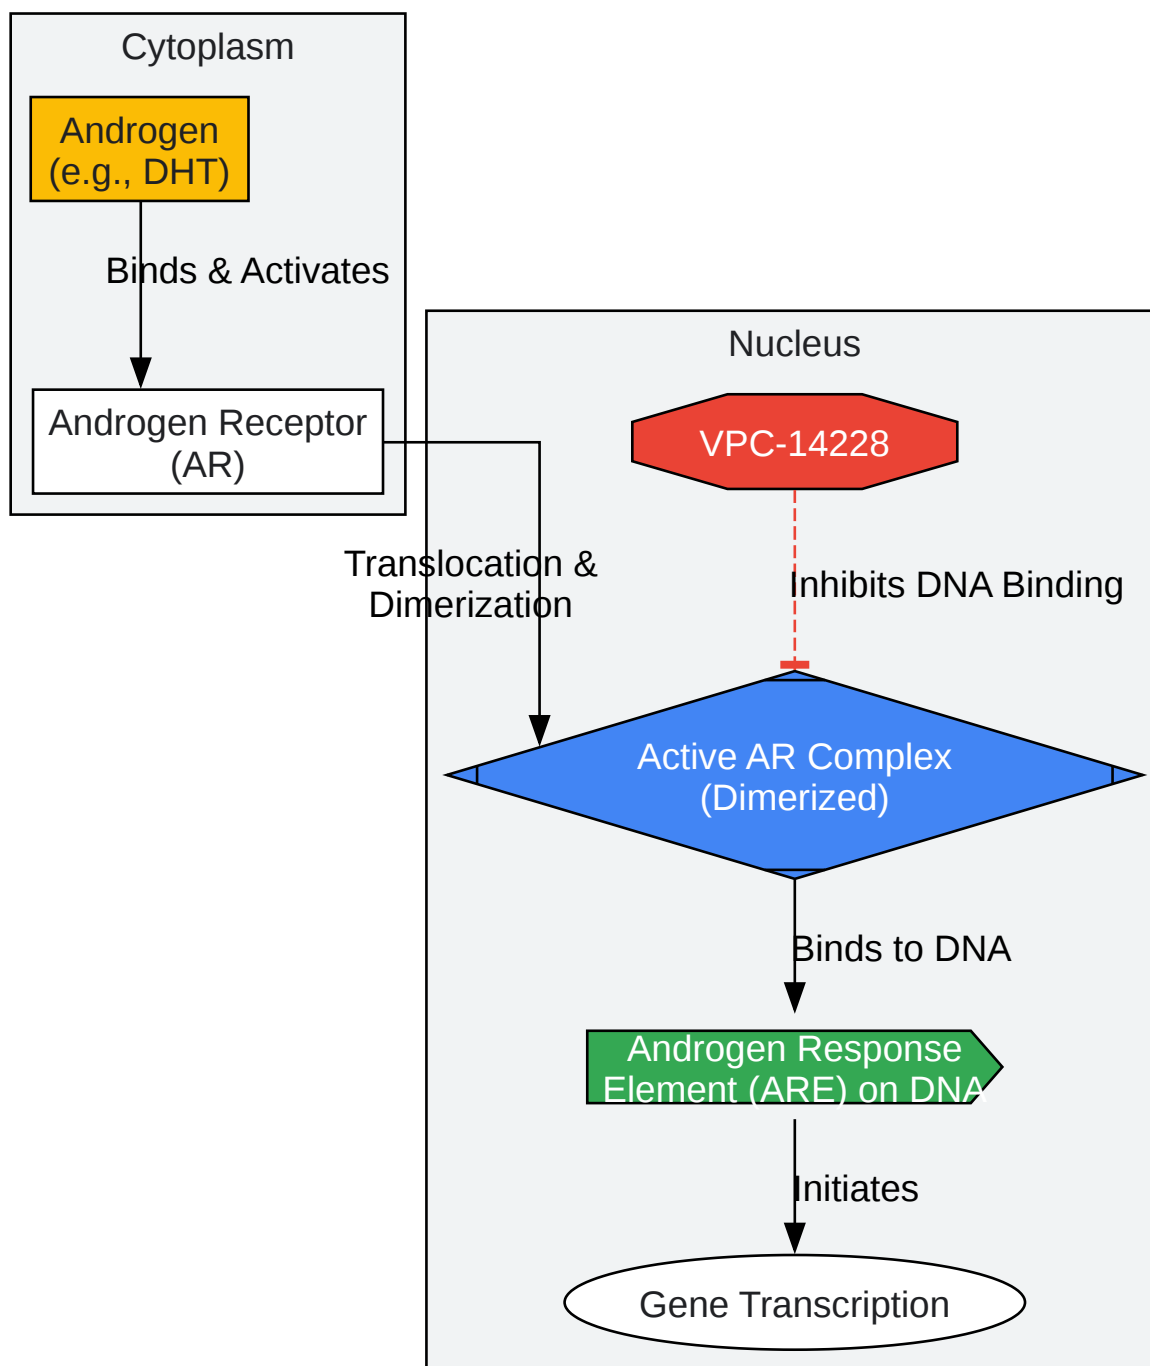 Cytoplasm
Androgen
(e.g., DHT)
Binds & Activates
Androgen Receptor
(AR)
Nucleus
VPC-14228
Translocation &
Dimerization
Inhibits DNA Binding
Active AR Complex
(Dimerized)
Binds to DNA
Androgen Response
Element (ARE) on DNA
Initiates
Gene Transcription